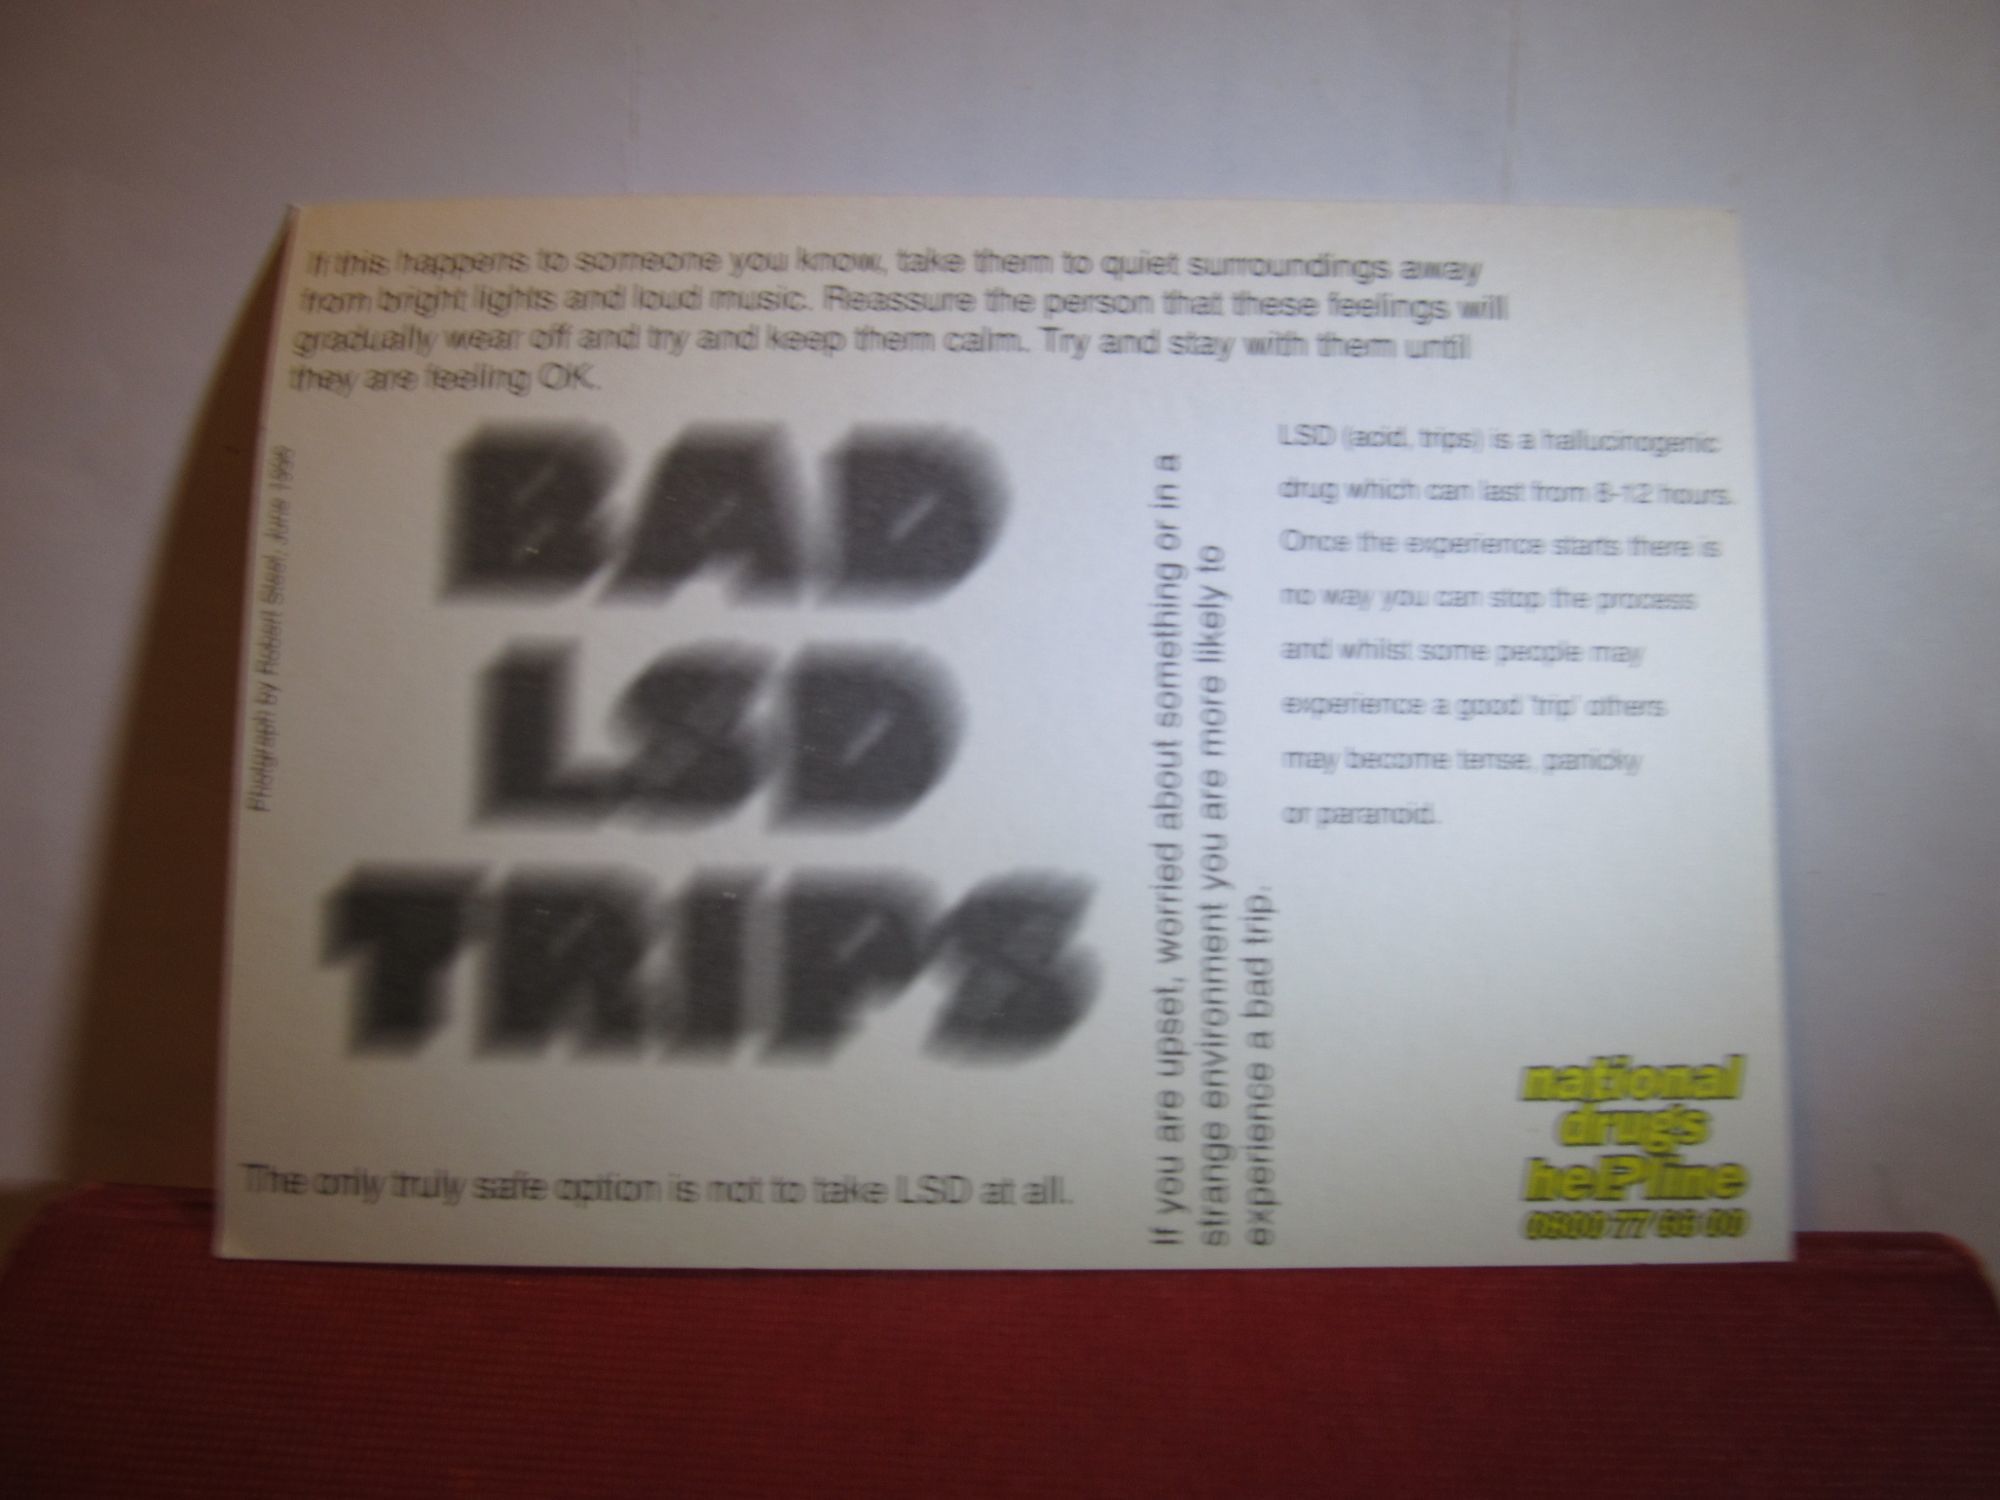 If this happens to someone you know, take them to quiet surroundings away
from bright lights and loud music. Reassure the person that these feelings will
gradually wear off and try and keep them calm. Try and stay with them until
they are feeling OK.
Photograph by Robert Steel, June 1996
BAD
LSD
TRIPS
The only truly safe option is not to take LSD at all.
If you are upset, worried about something or in a
strange environment you are more likely to
experience a bad trip.
LSD (acid, trips) is a hallucinogenic
drug which can last from 8-12 hours.
Once the experience starts there is
no way you can stop the process
and whilst some people may
experience a good 'trip' others
may become tense, panicky
or paranoid.
national
drugs
helPline
0800 77 66 00